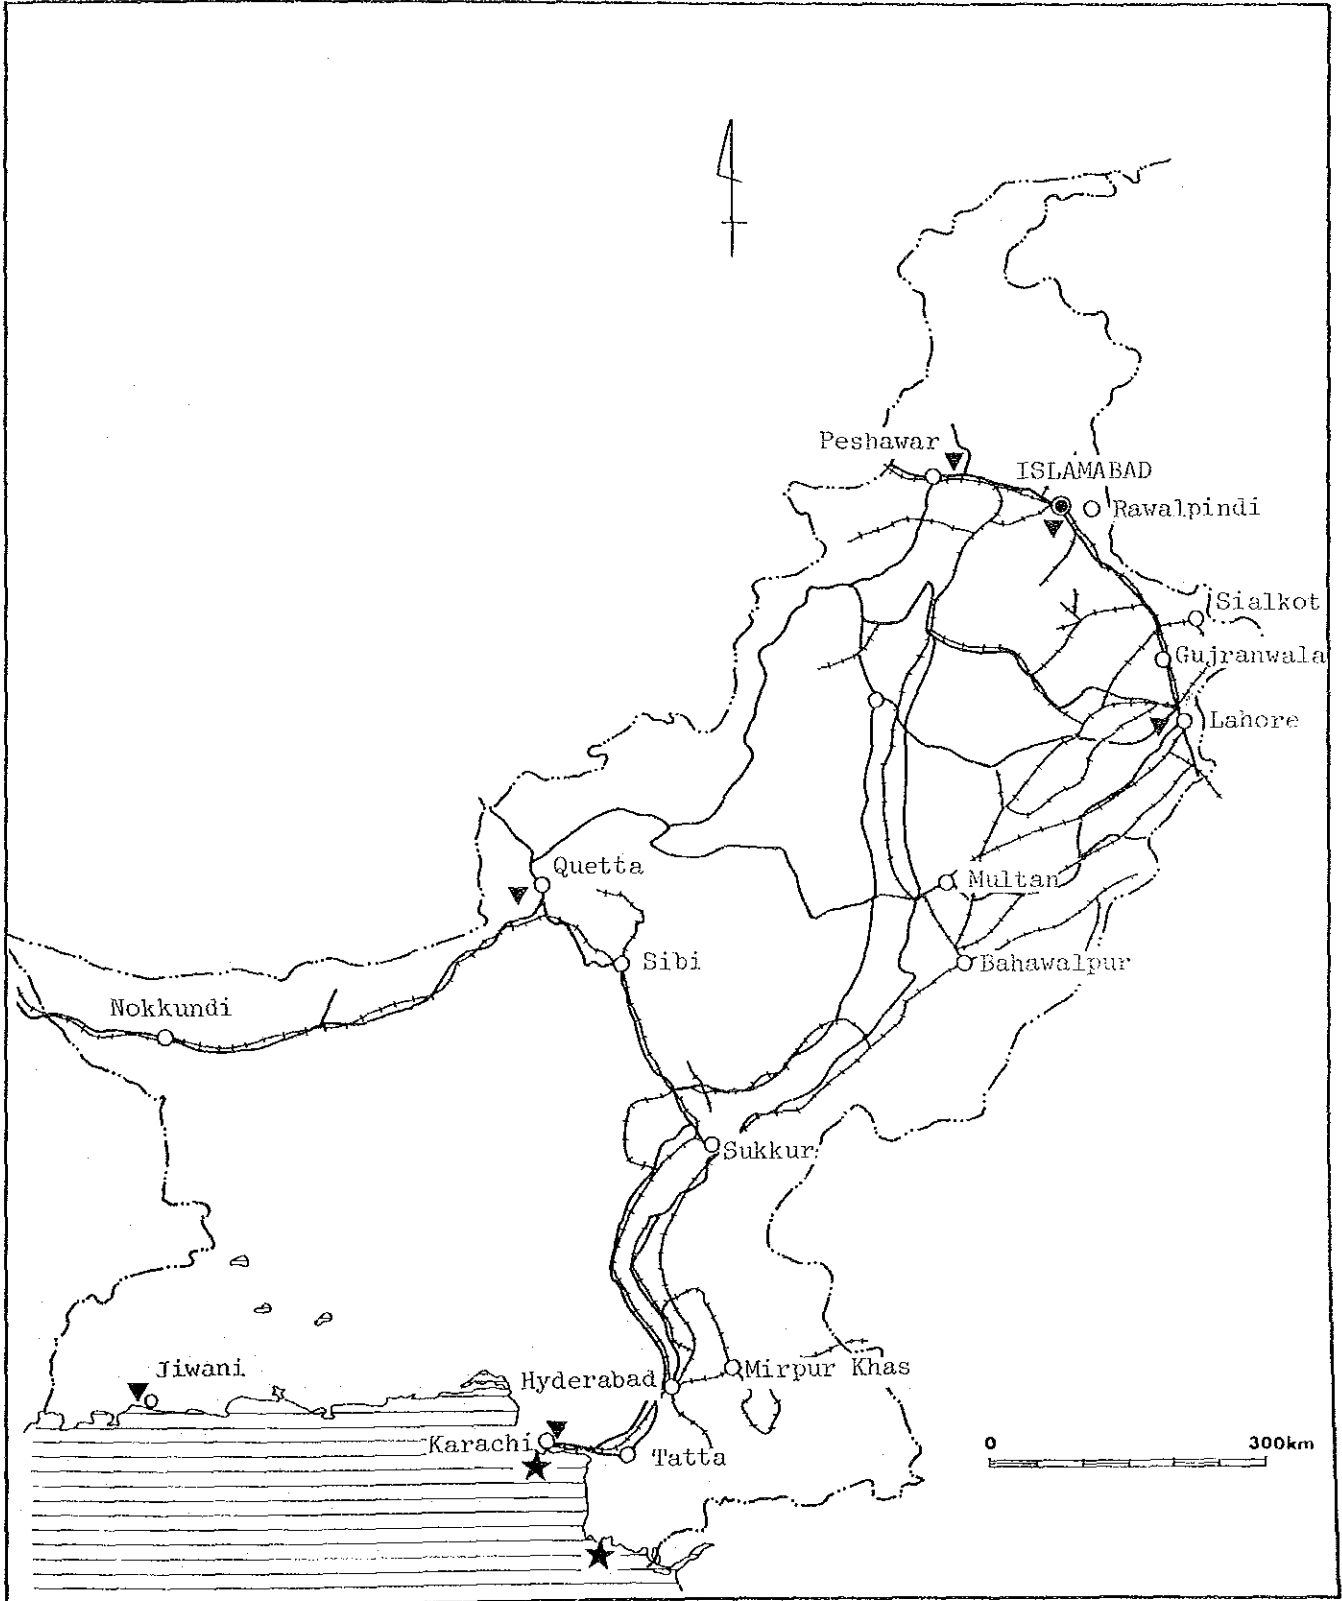 Peshawar
ISLAMABAD
Rawalpindi
Sialkot
Gujranwala
Lahore
Quetta
Multan
Sibi
Bahawalpur
Nokkundi
Sukkur
Jiwani
Hyderabad
Mirpur Khas
Karachi
Tatta
0 300km